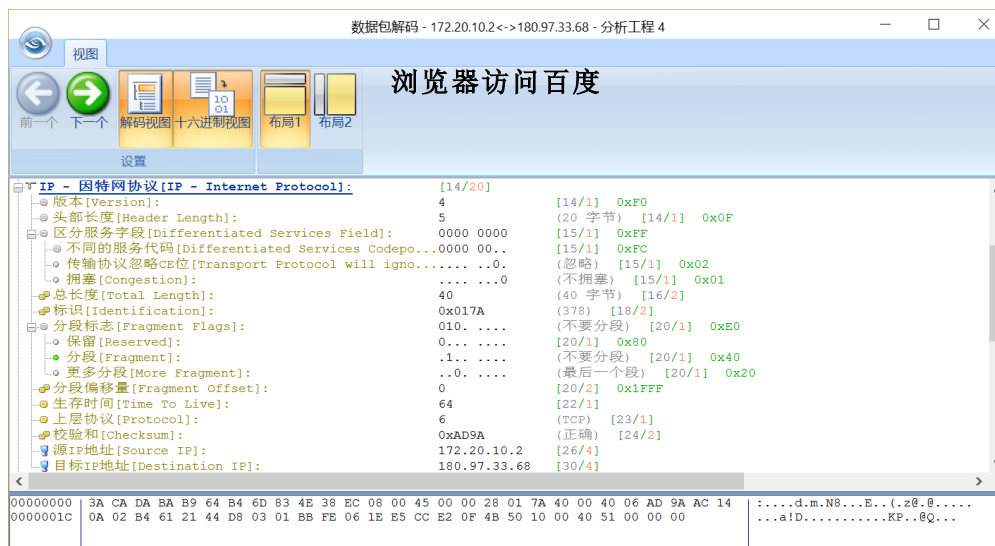 数据包解码 - 172.20.10.2<->180.97.33.68 - 分析工程 4
视图
浏览器访问百度
前一个 下一个 解码视图 十六进制视图 布局1 布局2
设置
IP - 因特网协议[IP - Internet Protocol]: [14/20]
版本[Version]: 4 [14/1] 0xF0
头部长度[Header Length]: 5 (20 字节) [14/1] 0x0F
区分服务字段[Differentiated Services Field]: 0000 0000 [15/1] 0xFF
不同的服务代码[Differentiated Services Codepo...0000 00.. [15/1] 0xFC
传输协议忽略CE位[Transport Protocol will igno....... ..0. (忽略) [15/1] 0x02
拥塞[Congestion]: .... ...0 (不拥塞) [15/1] 0x01
总长度[Total Length]: 40 (40 字节) [16/2]
标识[Identification]: 0x017A (378) [18/2]
分段标志[Fragment Flags]: 010. .... (不要分段) [20/1] 0xE0
保留[Reserved]: 0... .... [20/1] 0x80
分段[Fragment]: .1.. .... (不要分段) [20/1] 0x40
更多分段[More Fragment]: ..0. .... (最后一个段) [20/1] 0x20
分段偏移量[Fragment Offset]: 0 [20/2] 0x1FFF
生存时间[Time To Live]: 64 [22/1]
上层协议[Protocol]: 6 (TCP) [23/1]
校验和[Checksum]: 0xAD9A (正确) [24/2]
源IP地址[Source IP]: 172.20.10.2 [26/4]
目标IP地址[Destination IP]: 180.97.33.68 [30/4]
00000000 3A CA DA BA B9 64 B4 6D 83 4E 38 EC 08 00 45 00 00 28 01 7A 40 00 40 06 AD 9A AC 14 :....d.m.N8...E..(.z@.@.....
0000001C 0A 02 B4 61 21 44 D8 03 01 BB FE 06 1E E5 CC E2 0F 4B 50 10 00 40 51 00 00 00 ...a!D...........KP..@Q...